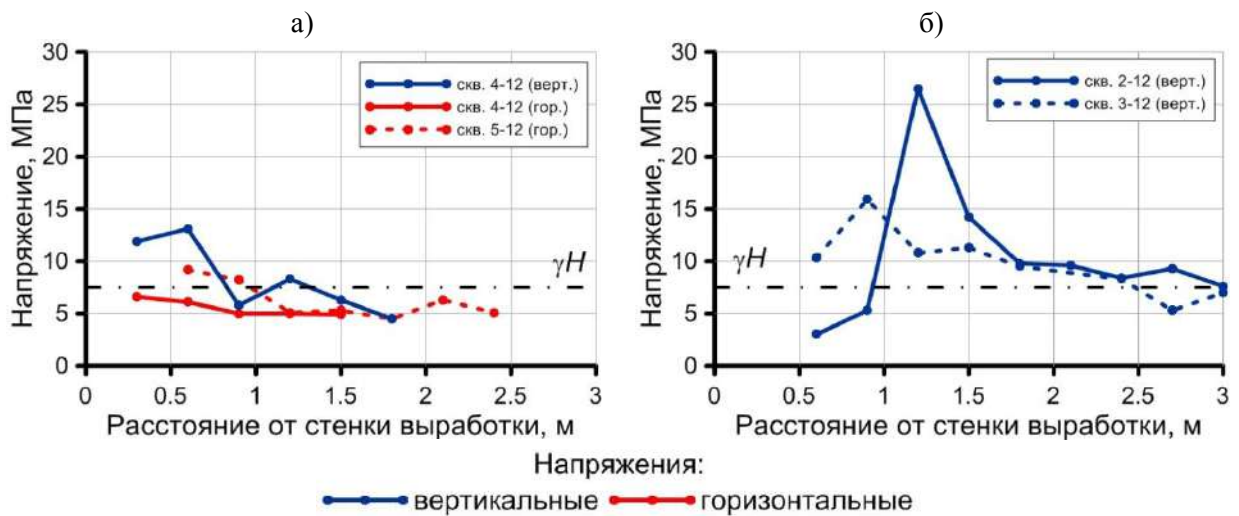 а)
б)
30
25
20
15
10
5
0
Напряжение, МПа
скв. 4-12 (верт.)
скв. 4-12 (гор.)
скв. 5-12 (гор.)
γH
0 0.5 1 1.5 2 2.5 3
Расстояние от стенки выработки, м
30
25
20
15
10
5
0
Напряжение, МПа
скв. 2-12 (верт.)
скв. 3-12 (верт.)
γH
0 0.5 1 1.5 2 2.5 3
Расстояние от стенки выработки, м
Напряжения:
вертикальные горизонтальные